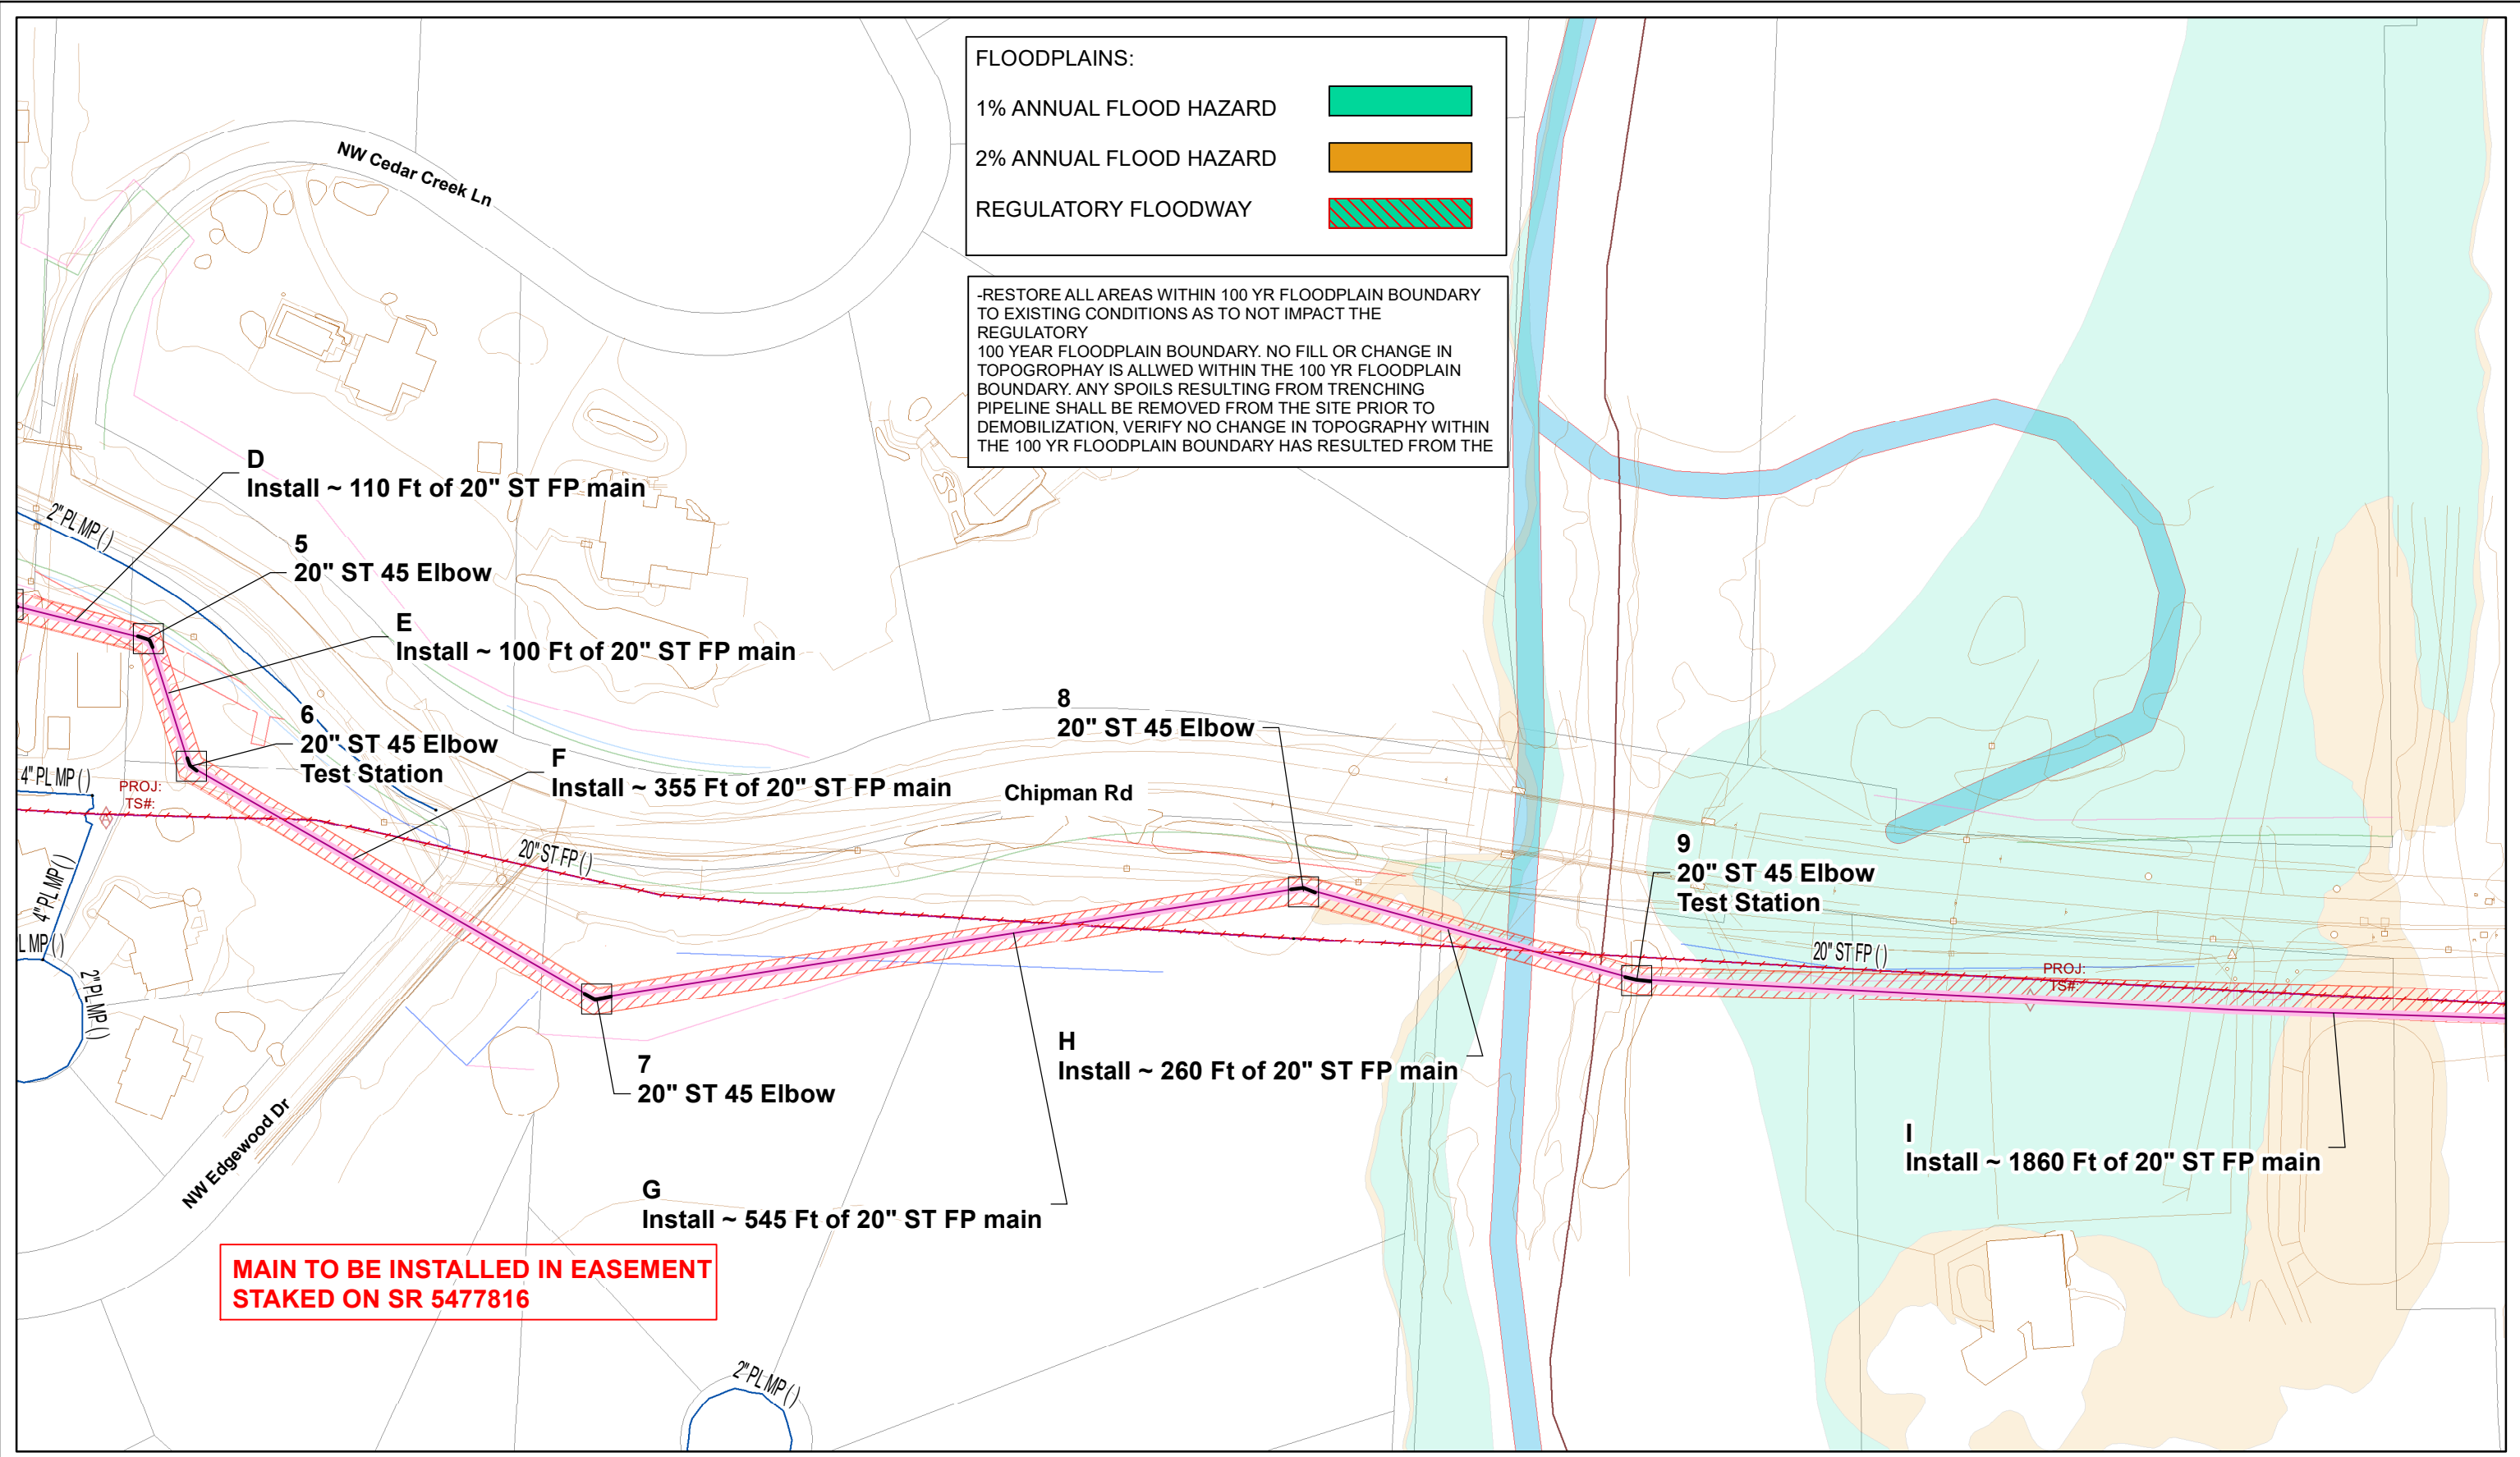 FLOODPLAINS:
1% ANNUAL FLOOD HAZARD
2% ANNUAL FLOOD HAZARD
REGULATORY FLOODWAY
-RESTORE ALL AREAS WITHIN 100 YR FLOODPLAIN BOUNDARY
TO EXISTING CONDITIONS AS TO NOT IMPACT THE
REGULATORY
100 YEAR FLOODPLAIN BOUNDARY. NO FILL OR CHANGE IN
TOPOGROPHAY IS ALLWED WITHIN THE 100 YR FLOODPLAIN
BOUNDARY. ANY SPOILS RESULTING FROM TRENCHING
PIPELINE SHALL BE REMOVED FROM THE SITE PRIOR TO
DEMOBILIZATION, VERIFY NO CHANGE IN TOPOGRAPHY WITHIN
THE 100 YR FLOODPLAIN BOUNDARY HAS RESULTED FROM THE
NW Cedar Creek Ln
D
Install ~ 110 Ft of 20" ST FP main
2" PL MP ( )
5
20" ST 45 Elbow
E
Install ~ 100 Ft of 20" ST FP main
6
20" ST 45 Elbow
Test Station
F
Install ~ 355 Ft of 20" ST FP main
8
20" ST 45 Elbow
Chipman Rd
4" PL MP ( )
PROJ:
TS#:
20" ST FP ( )
4" PL MP ( )
L MP ( )
2" PL MP ( )
9
20" ST 45 Elbow
Test Station
20" ST FP ( )
PROJ:
TS#:
7
20" ST 45 Elbow
H
Install ~ 260 Ft of 20" ST FP main
I
Install ~ 1860 Ft of 20" ST FP main
NW Edgewood Dr
G
Install ~ 545 Ft of 20" ST FP main
MAIN TO BE INSTALLED IN EASEMENT
STAKED ON SR 5477816
2" PL MP ( )